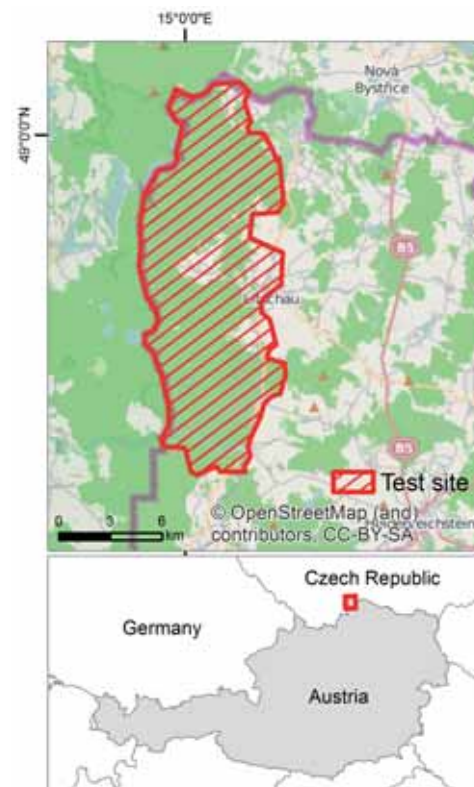 15°0'0"E
49°0'0"N
Nová
Bystřice
B5
B5
Test site
© OpenStreetMap (and)
contributors, CC-BY-SA
0 3 6
km
Czech Republic
Germany
Austria